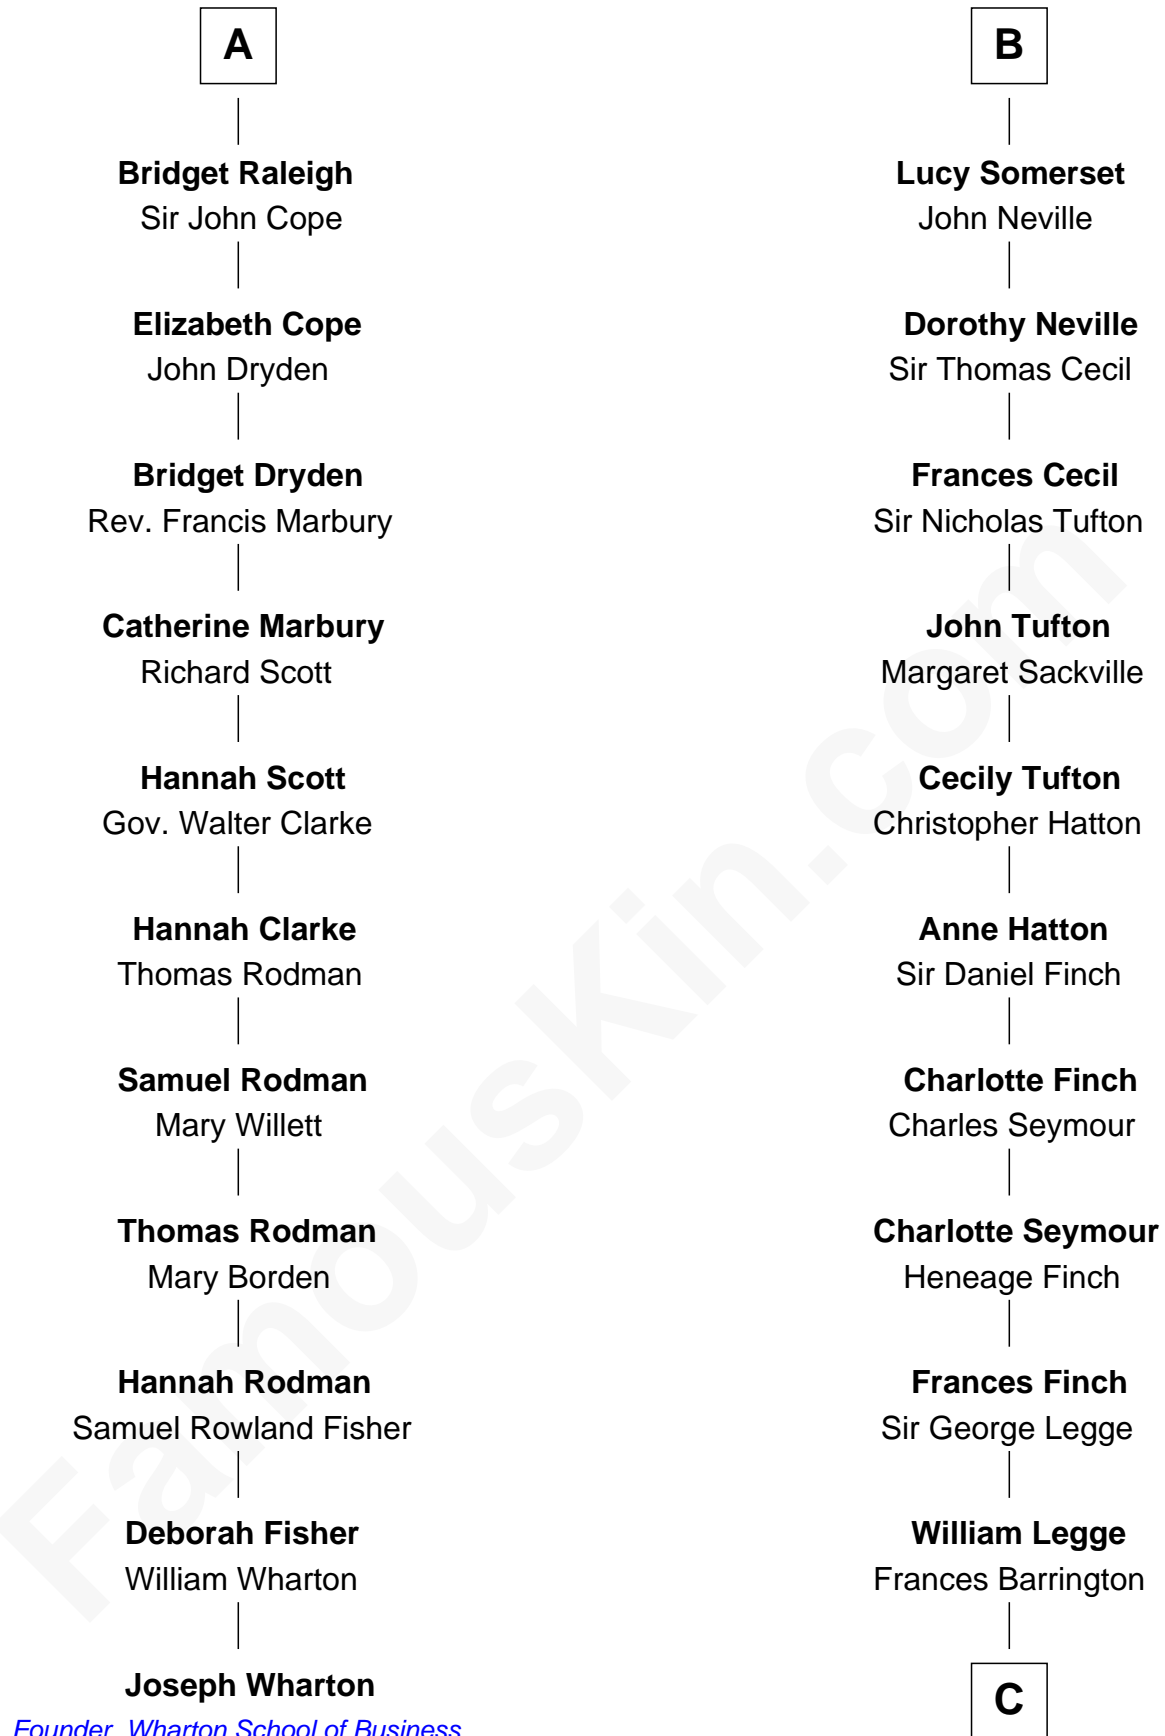 A
Bridget Raleigh
Sir John Cope
Elizabeth Cope
John Dryden
Bridget Dryden
Rev. Francis Marbury
Catherine Marbury
Richard Scott
Hannah Scott
Gov. Walter Clarke
Hannah Clarke
Thomas Rodman
Samuel Rodman
Mary Willett
Thomas Rodman
Mary Borden
Hannah Rodman
Samuel Rowland Fisher
Deborah Fisher
William Wharton
Joseph Wharton
Founder, Wharton School of Business
B
Lucy Somerset
John Neville
Dorothy Neville
Sir Thomas Cecil
Frances Cecil
Sir Nicholas Tufton
John Tufton
Margaret Sackville
Cecily Tufton
Christopher Hatton
Anne Hatton
Sir Daniel Finch
Charlotte Finch
Charles Seymour
Charlotte Seymour
Heneage Finch
Frances Finch
Sir George Legge
William Legge
Frances Barrington
C
FamousKin.com